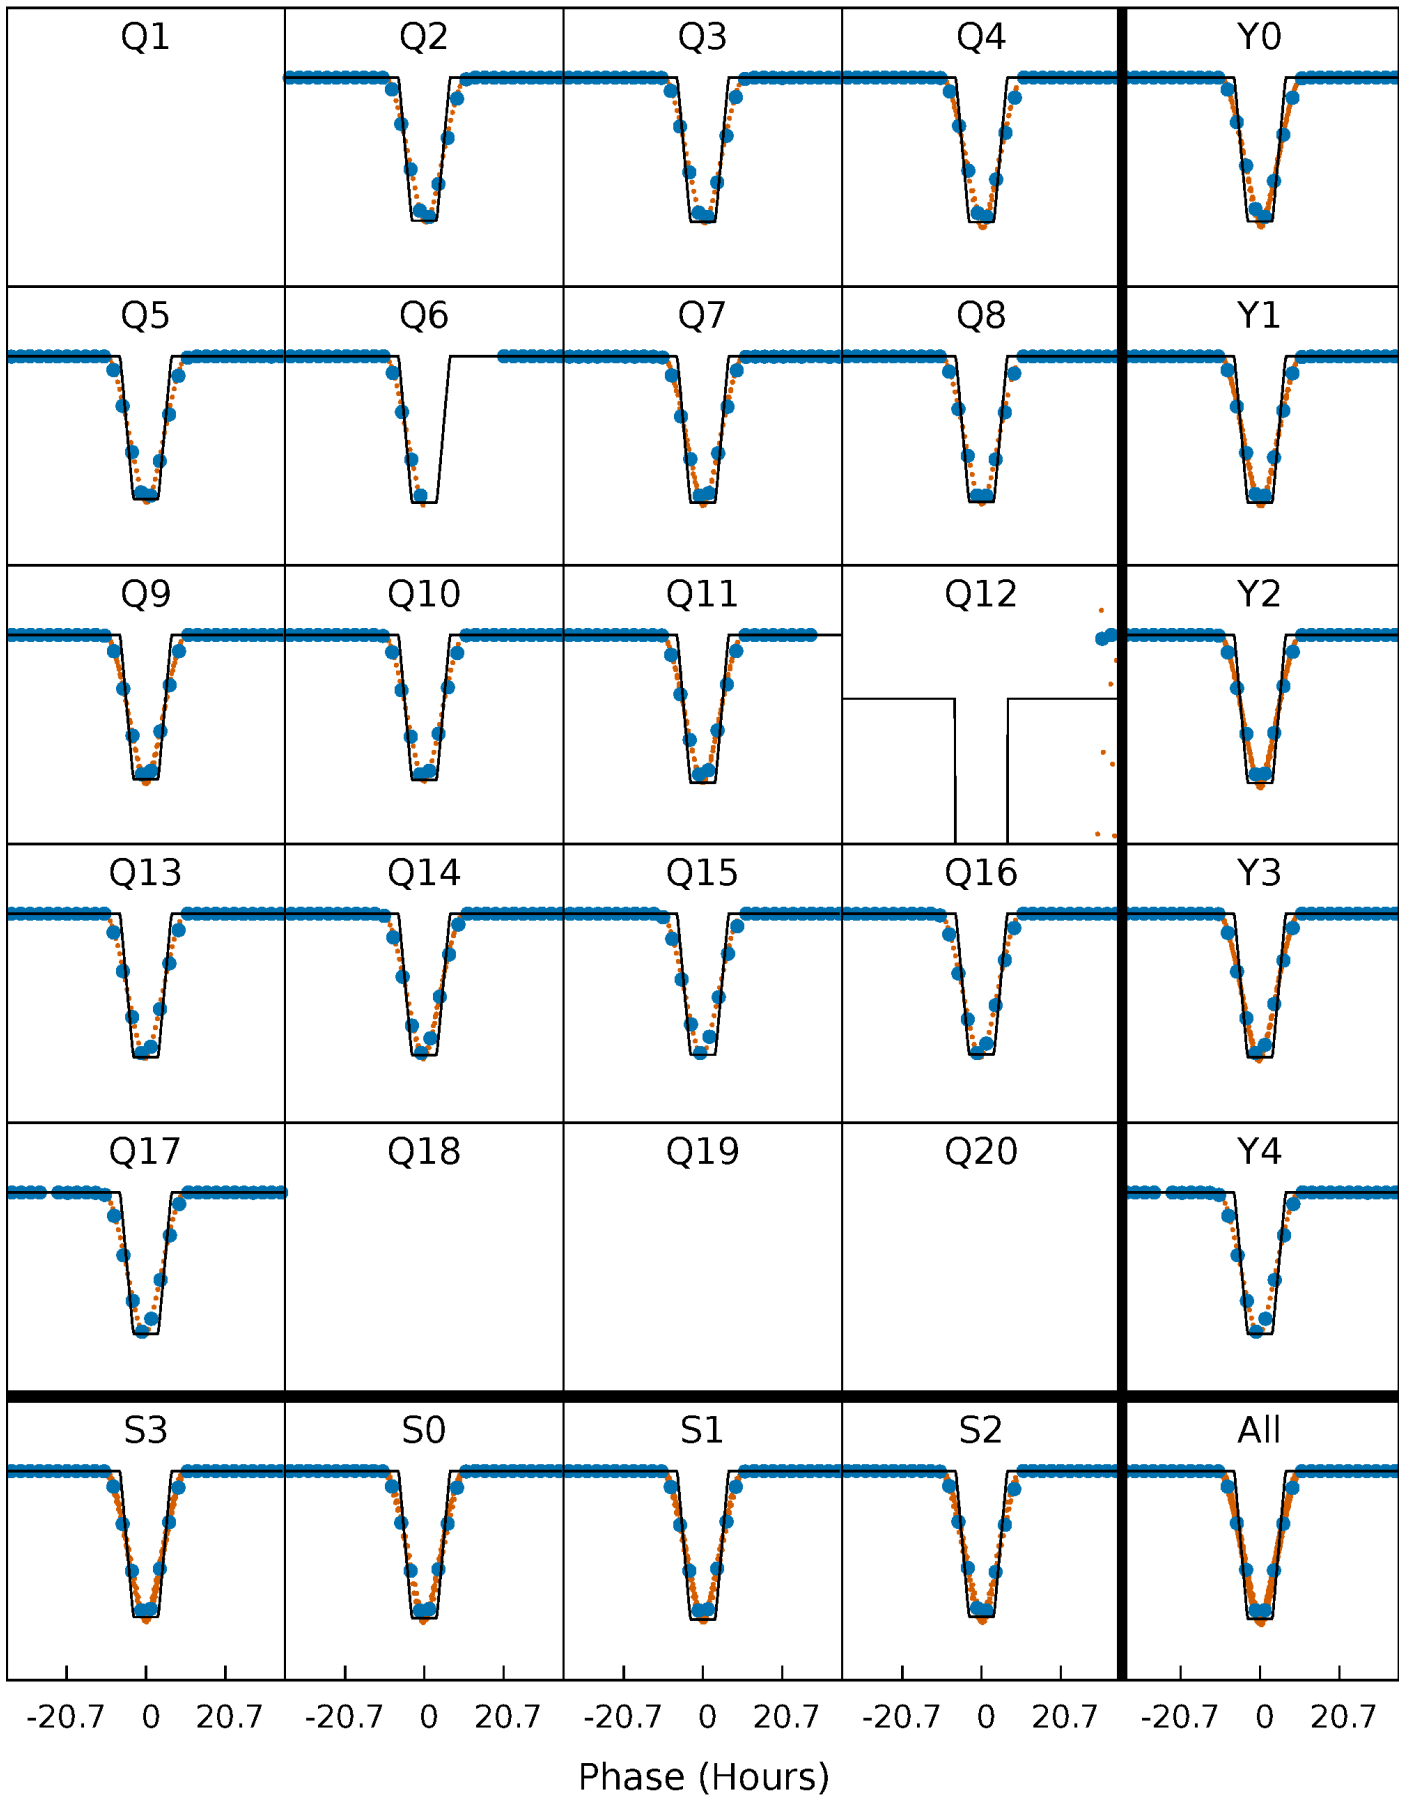 Q1 Q2 Q3 Q4 Y0
Q5 Q6 Q7 Q8 Y1
Q9 Q10 Q11 Q12 Y2
Q13 Q14 Q15 Q16 Y3
Q17 Q18 Q19 Q20 Y4
S3 S0 S1 S2 All
-20.7 0 20.7 -20.7 0 20.7 -20.7 0 20.7 -20.7 0 20.7 -20.7 0 20.7
Phase (Hours)